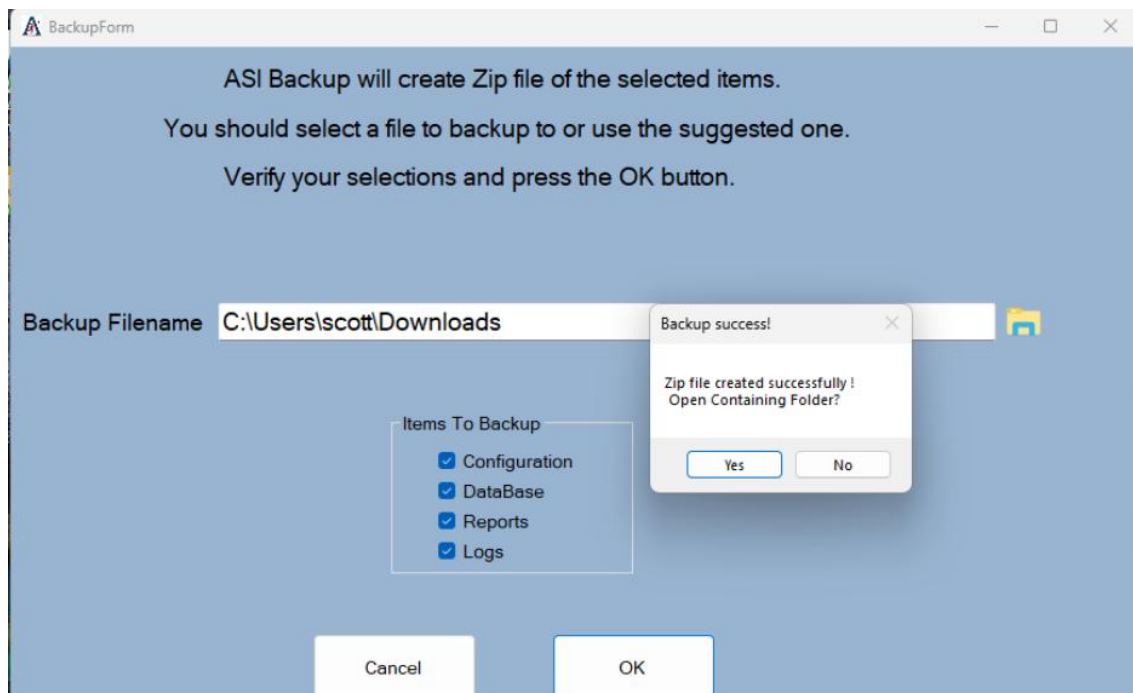 BackupForm
ASI Backup will create Zip file of the selected items.
You should select a file to backup to or use the suggested one.
Verify your selections and press the OK button.
Backup Filename C:\Users\scott\Downloads
Backup success!
Zip file created successfully !
Open Containing Folder?
Yes No
Items To Backup
Configuration
DataBase
Reports
Logs
Cancel OK